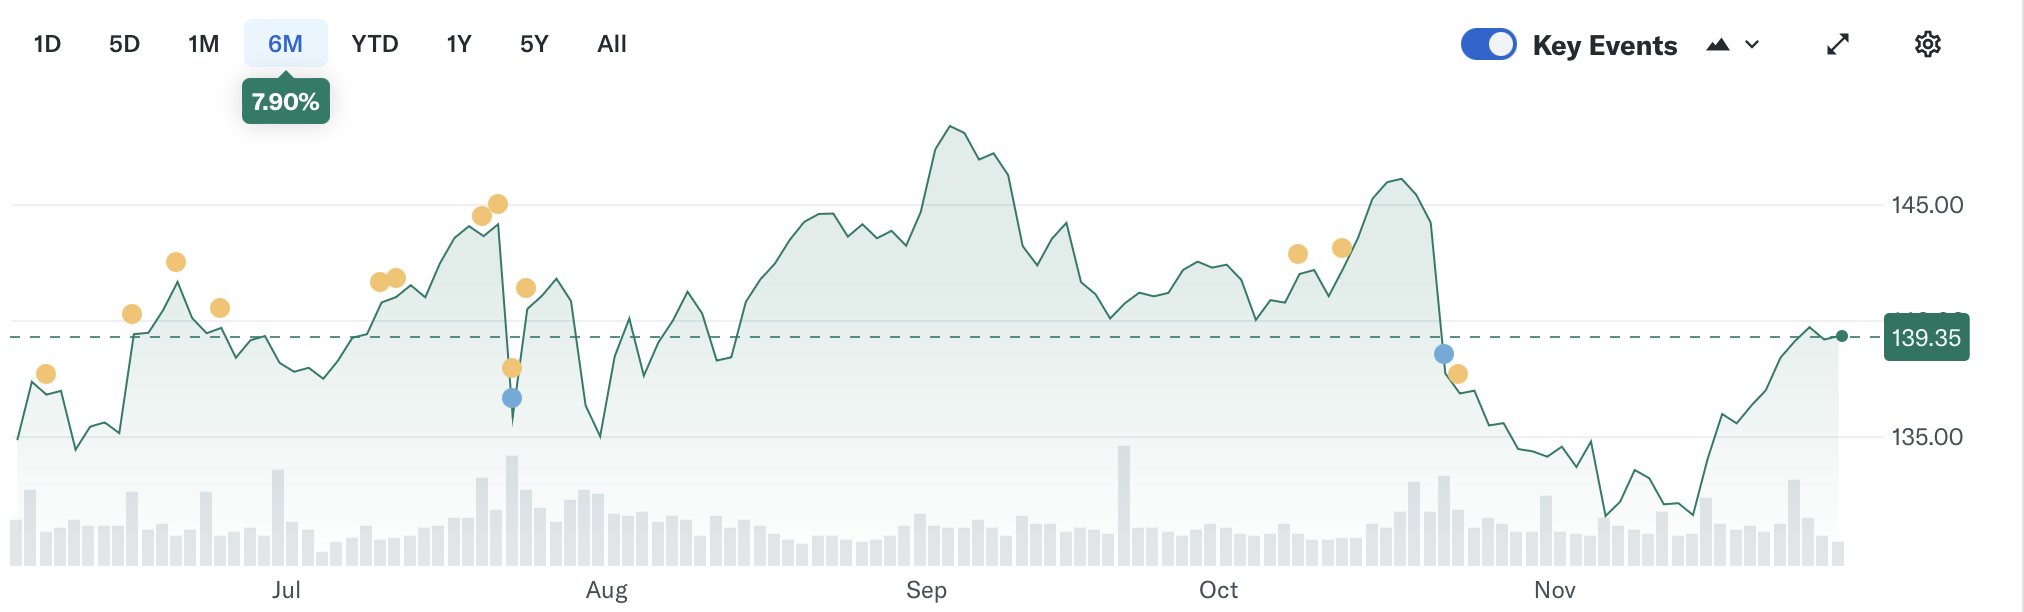 1D 5D 1M 6M YTD 1Y 5Y All Key Events
7.90%
145.00
139.35
135.00
Jul Aug Sep Oct Nov